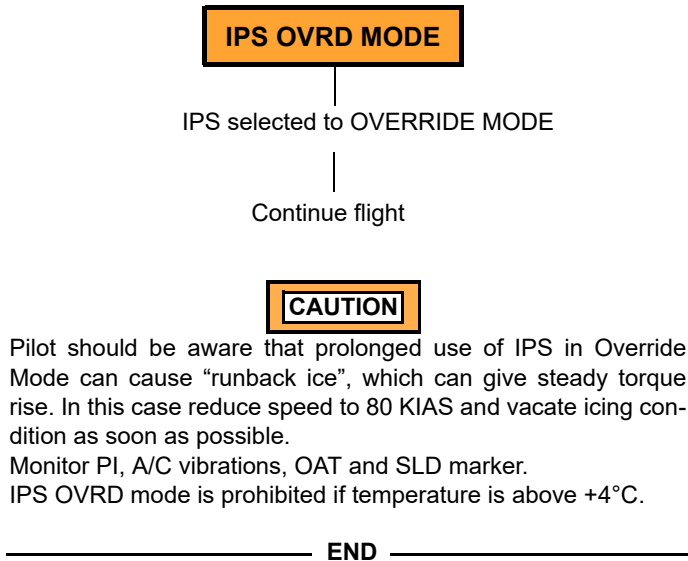 IPS OVRD MODE
IPS selected to OVERRIDE MODE
Continue flight
CAUTION
Pilot should be aware that prolonged use of IPS in Override
Mode can cause “runback ice”, which can give steady torque
rise. In this case reduce speed to 80 KIAS and vacate icing con-
dition as soon as possible.
Monitor PI, A/C vibrations, OAT and SLD marker.
IPS OVRD mode is prohibited if temperature is above +4°C.
END